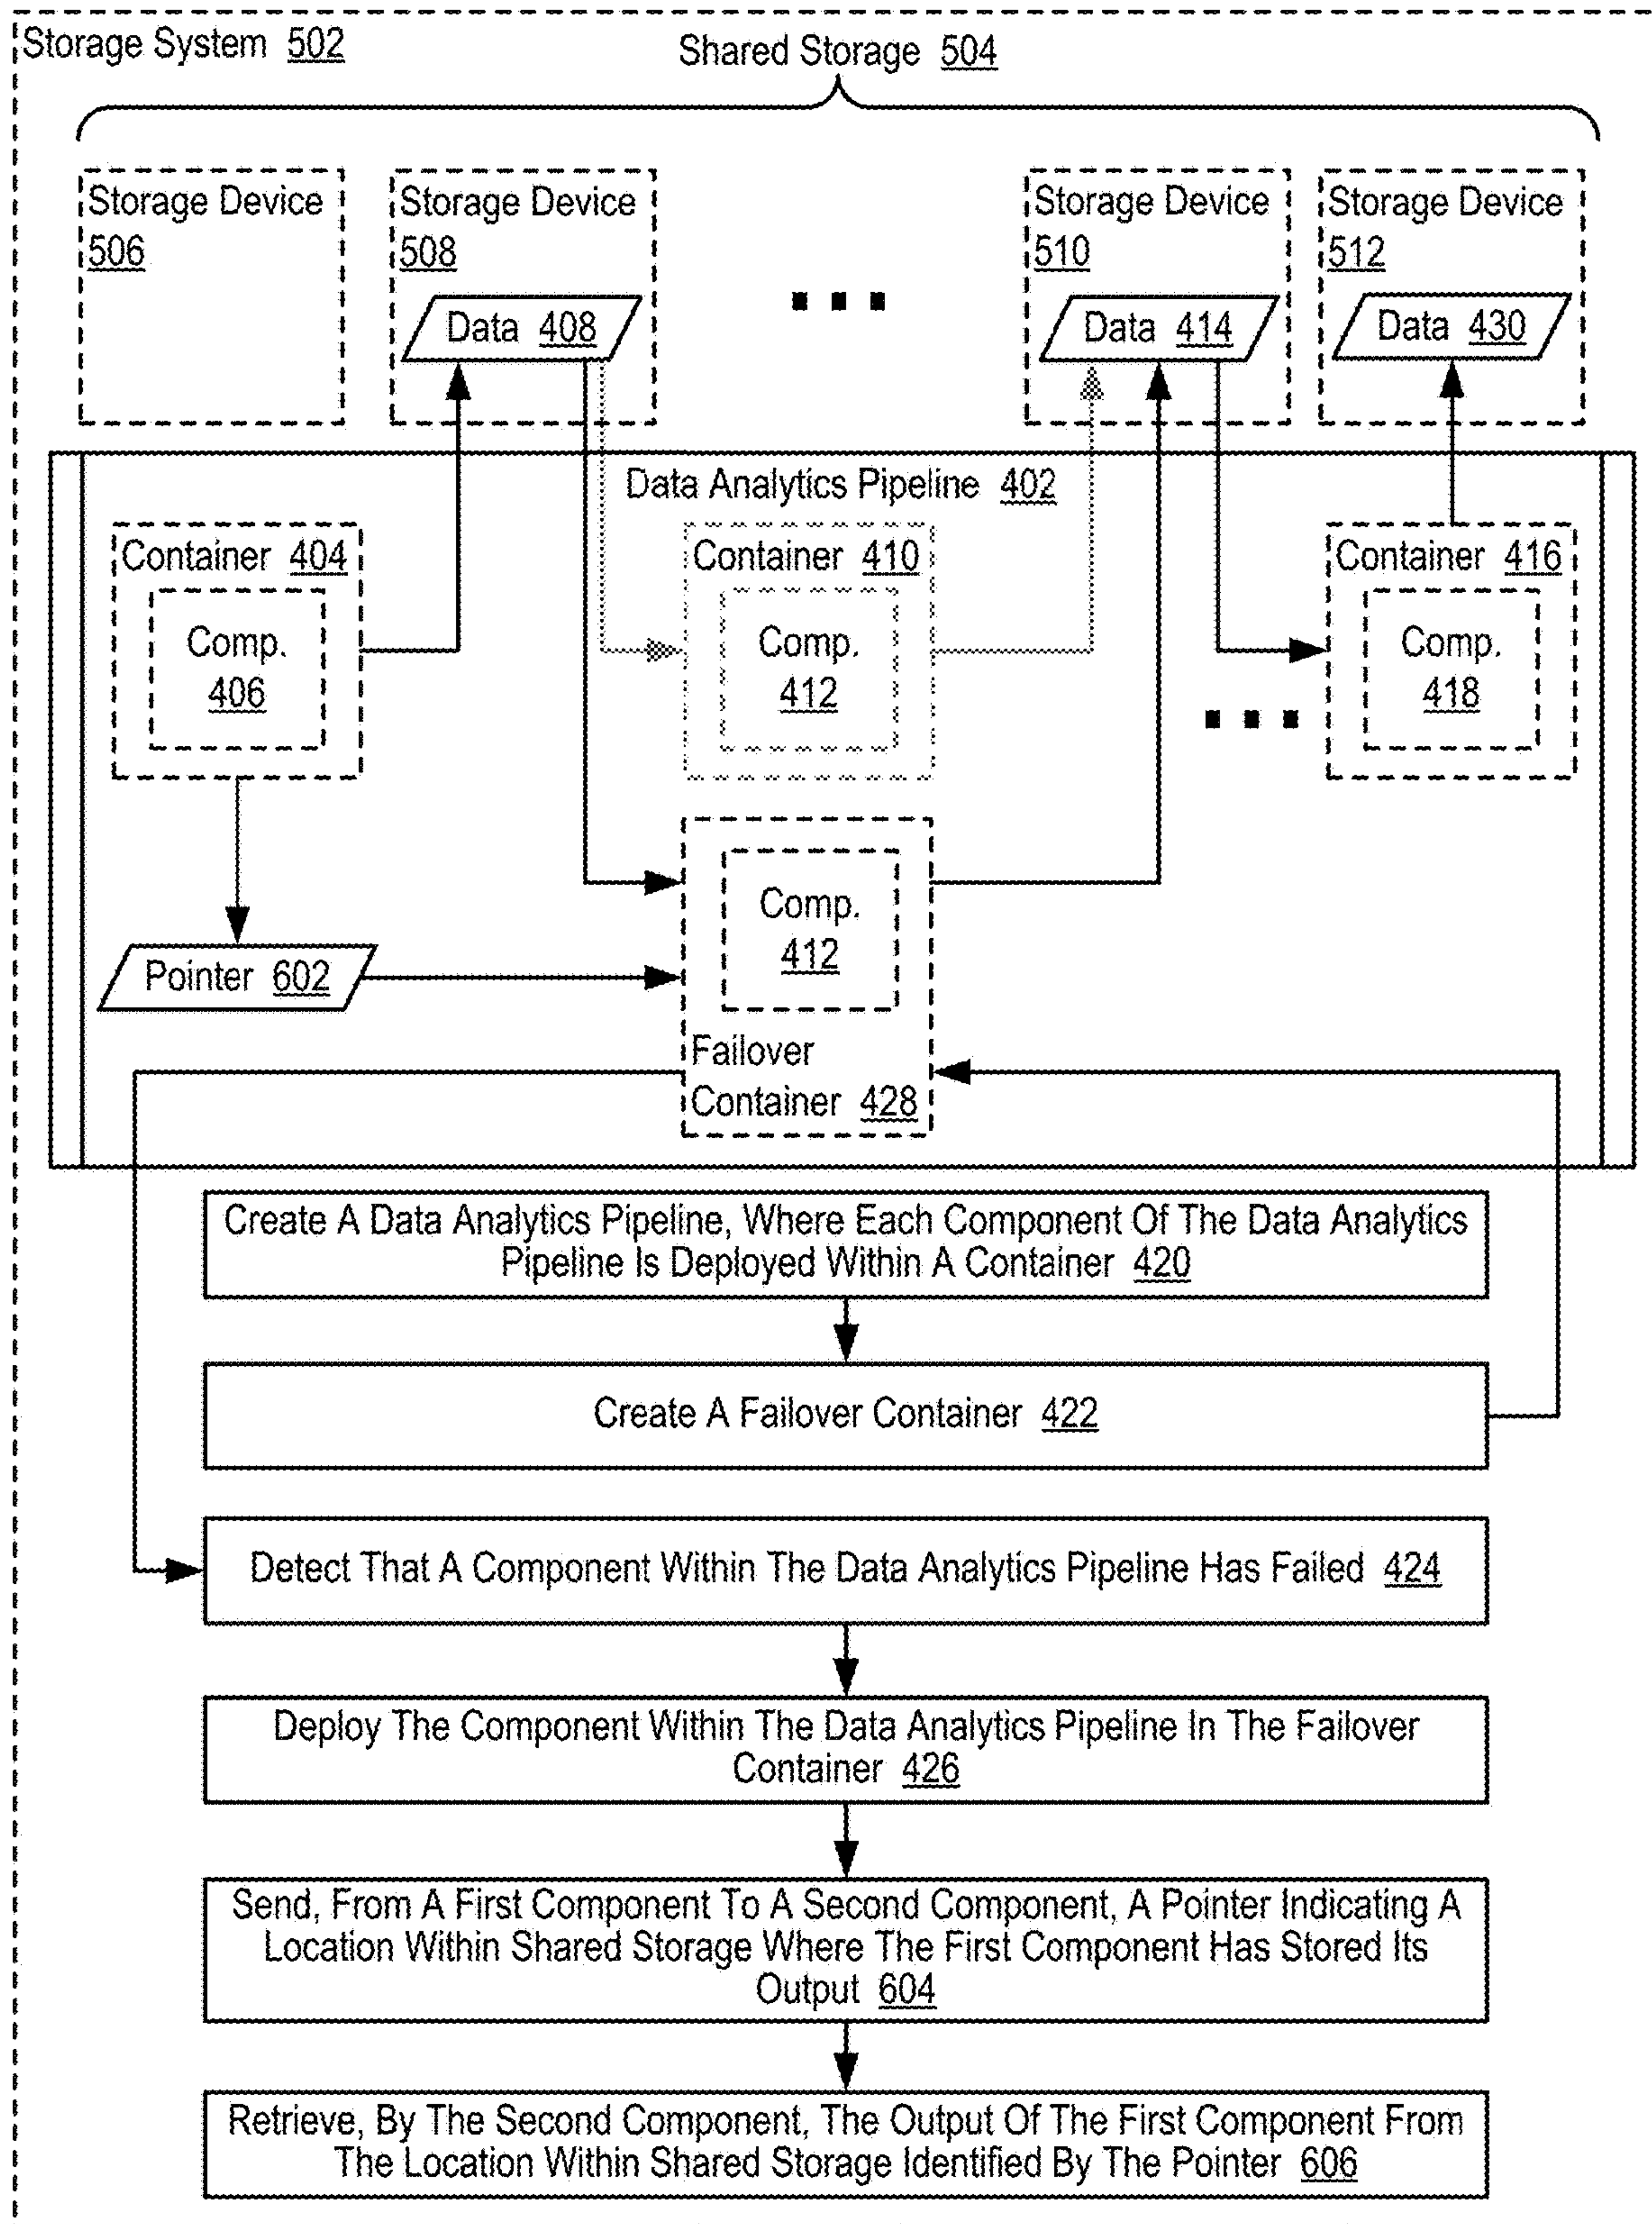 Storage System 502
Shared Storage 504
Storage Device
506
Storage Device
508
Data 408
Storage Device
510
Data 414
Storage Device
512
Data 430
Data Analytics Pipeline 402
Container 404
Comp.
406
Container 410
Comp.
412
Container 416
Comp.
418
Pointer 602
Comp.
412
Failover
Container 428
Create A Data Analytics Pipeline, Where Each Component Of The Data Analytics
Pipeline Is Deployed Within A Container 420
Create A Failover Container 422
Detect That A Component Within The Data Analytics Pipeline Has Failed 424
Deploy The Component Within The Data Analytics Pipeline In The Failover
Container 426
Send, From A First Component To A Second Component, A Pointer Indicating A
Location Within Shared Storage Where The First Component Has Stored Its
Output 604
Retrieve, By The Second Component, The Output Of The First Component From
The Location Within Shared Storage Identified By The Pointer 606